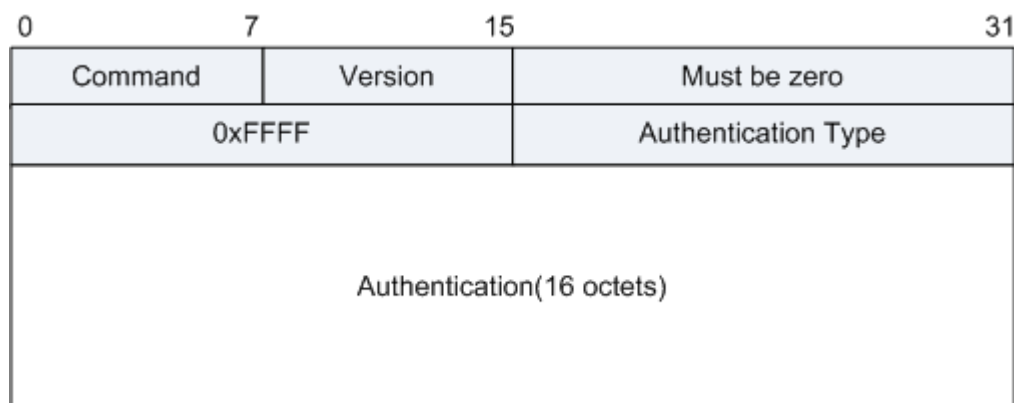 0 7 15 31
Command Version Must be zero
0xFFFF Authentication Type
Authentication(16 octets)